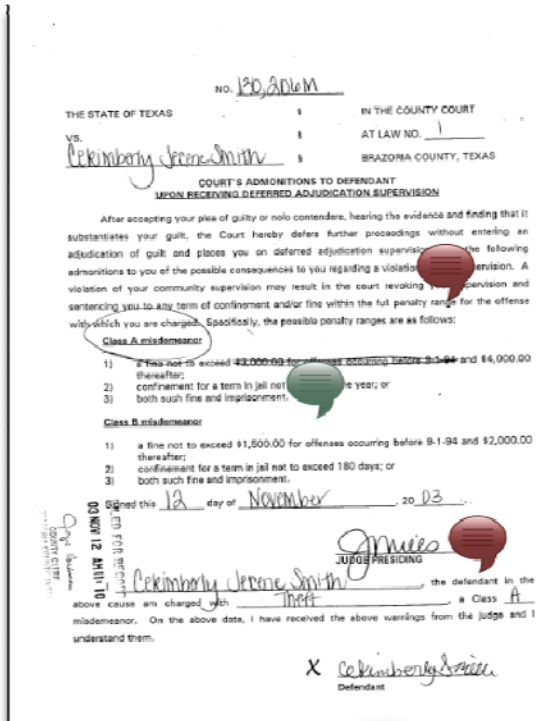 NO. 130,206M
THE STATE OF TEXAS § IN THE COUNTY COURT
VS. § AT LAW NO. 1
Cekimberly Jerene Smith § BRAZORIA COUNTY, TEXAS
COURT'S ADMONITIONS TO DEFENDANT
UPON RECEIVING DEFERRED ADJUDICATION SUPERVISION
After accepting your plea of guilty or nolo contendere, hearing the evidence and finding that it
substantiates your guilt, the Court hereby defers further proceedings without entering an
adjudication of guilt and places you on deferred adjudication the following
admonitions to you of the possible consequences to you regarding a A
violation of your community supervision may result in the court revoking and
sentencing you to any term of confinement and/or fine within the full penalty range for the offense
with which you are charged. Specifically, the possible penalty ranges are as follows:
Class A misdemeanor
1) a fine not to exceed $3,000.00 for offenses occurring before 9-1-94 and $4,000.00
thereafter;
2) confinement for a term in jail not year; or
3) both such fine and imprisonment.
Class B misdemeanor
1) a fine not to exceed $1,500.00 for offenses occurring before 9-1-94 and $2,000.00
thereafter;
2) confinement for a term in jail not to exceed 180 days; or
3) both such fine and imprisonment.
Signed this 12 day of November, 20 03.
FILED FOR RECORD
03 NOV 12 AM 11:10
COUNTY CLERK
JUDGE PRESIDING
Cekimberly Jerene Smith, the defendant in the
above cause am charged with Theft, a Class A
misdemeanor. On the above date, I have received the above warnings from the judge and I
understand them.
X Cekimberly Smith
Defendant